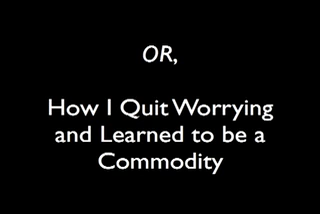 OR,
How I Quit Worrying
and Learned to be a
Commodity